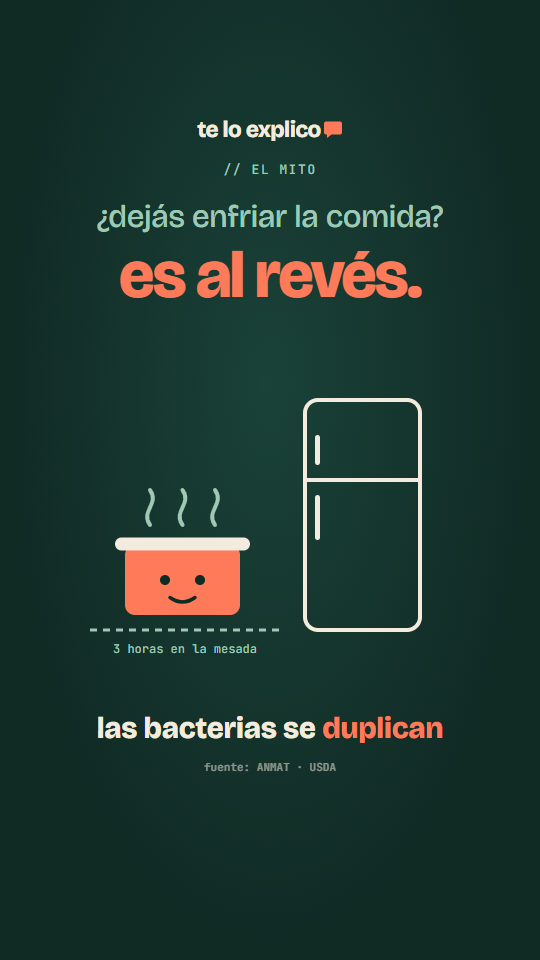 te lo explico
// EL MITO
¿dejás enfriar la comida?
es al revés.
3 horas en la mesada
las bacterias se duplican
fuente: ANMAT · USDA